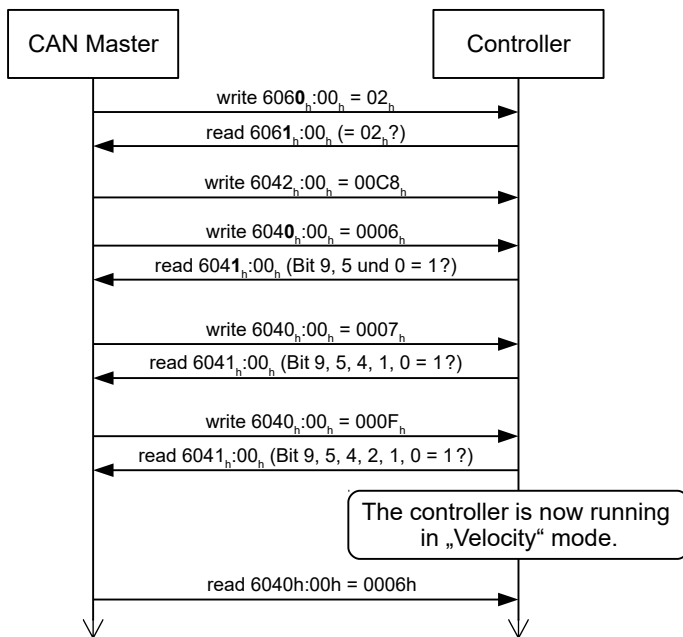 CAN Master
Controller
write 6060h:00h = 02h
read 6061h:00h (= 02h?)
write 6042h:00h = 00C8h
write 6040h:00h = 0006h
read 6041h:00h (Bit 9, 5 und 0 = 1?)
write 6040h:00h = 0007h
read 6041h:00h (Bit 9, 5, 4, 1, 0 = 1?)
write 6040h:00h = 000Fh
read 6041h:00h (Bit 9, 5, 4, 2, 1, 0 = 1?)
The controller is now running
in „Velocity“ mode.
read 6040h:00h = 0006h